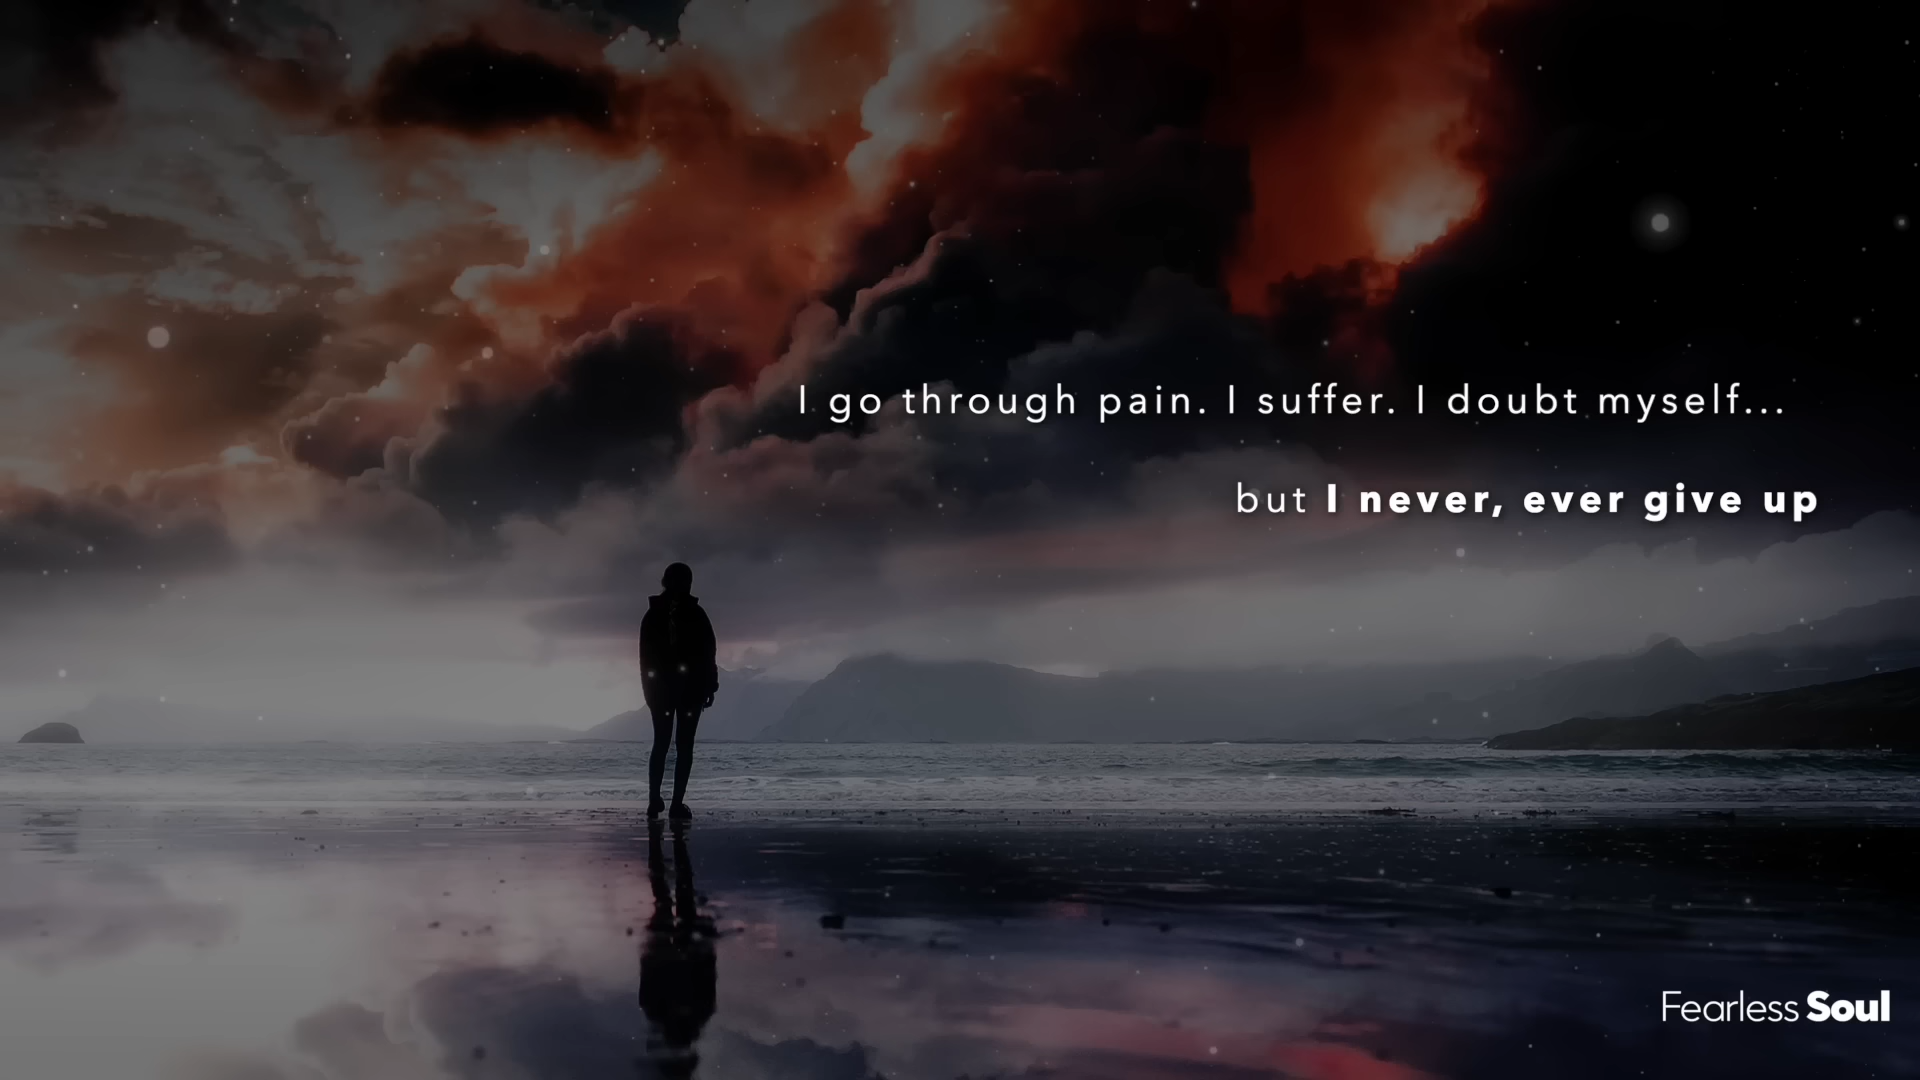 I go through pain. I suffer. I doubt myself...
but I never, ever give up
Fearless Soul